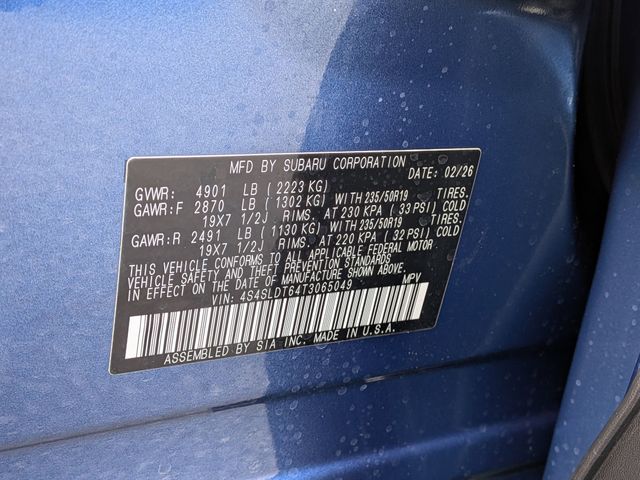 MFD BY SUBARU CORPORATION DATE: 02/26
GVWR: 4901 LB ( 2223 KG)
GAWR:F 2870 LB ( 1302 KG) WITH 235/50R19 TIRES,
19X7 1/2J RIMS, AT 230 KPA ( 33 PSI) COLD
GAWR:R 2491 LB ( 1130 KG) WITH 235/50R19 TIRES,
19X7 1/2J RIMS, AT 220 KPA ( 32 PSI) COLD
THIS VEHICLE CONFORMS TO ALL APPLICABLE FEDERAL MOTOR
VEHICLE SAFETY AND THEFT PREVENTION STANDARDS
IN EFFECT ON THE DATE OF MANUFACTURE SHOWN ABOVE.
VIN: 4S4SLDT64T3065049 MPV
ASSEMBLED BY SIA INC. MADE IN U.S.A.